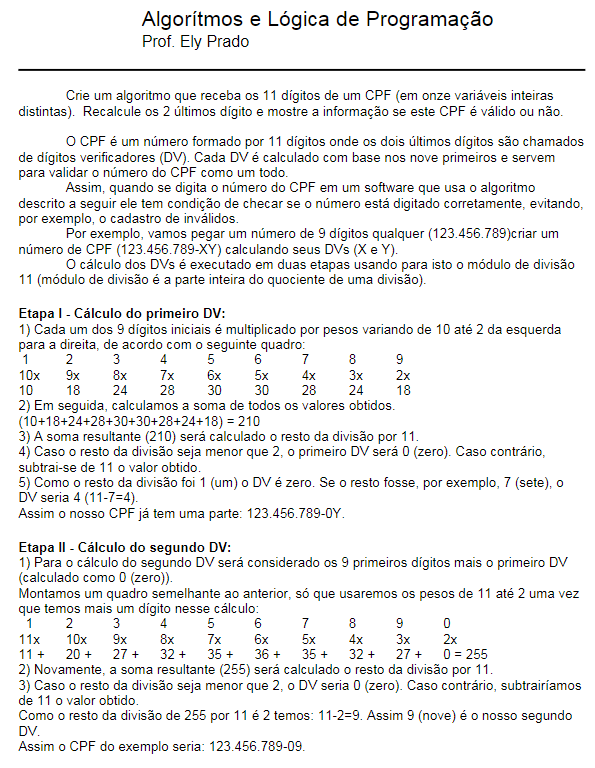 Algorítmos e Lógica de Programação
Prof. Ely Prado
Crie um algoritmo que receba os 11 dígitos de um CPF (em onze variáveis inteiras
distintas).  Recalcule os 2 últimos dígito e mostre a informação se este CPF é válido ou não.
O CPF é um número formado por 11 dígitos onde os dois últimos dígitos são chamados
de dígitos verificadores (DV). Cada DV é calculado com base nos nove primeiros e servem
para validar o número do CPF como um todo.
Assim, quando se digita o número do CPF em um software que usa o algoritmo
descrito a seguir ele tem condição de checar se o número está digitado corretamente, evitando,
por exemplo, o cadastro de inválidos.
Por exemplo, vamos pegar um número de 9 dígitos qualquer (123.456.789)criar um
número de CPF (123.456.789-XY) calculando seus DVs (X e Y).
O cálculo dos DVs é executado em duas etapas usando para isto o módulo de divisão
11 (módulo de divisão é a parte inteira do quociente de uma divisão).
Etapa I - Cálculo do primeiro DV:
1) Cada um dos 9 dígitos iniciais é multiplicado por pesos variando de 10 até 2 da esquerda
para a direita, de acordo com o seguinte quadro:
1 2 3 4 5 6 7 8 9
10x 9x 8x 7x 6x 5x 4x 3x 2x
10 18 24 28 30 30 28 24 18
2) Em seguida, calculamos a soma de todos os valores obtidos.
(10+18+24+28+30+30+28+24+18) = 210
3) A soma resultante (210) será calculado o resto da divisão por 11.
4) Caso o resto da divisão seja menor que 2, o primeiro DV será 0 (zero). Caso contrário,
subtrai-se de 11 o valor obtido.
5) Como o resto da divisão foi 1 (um) o DV é zero. Se o resto fosse, por exemplo, 7 (sete), o
DV seria 4 (11-7=4).
Assim o nosso CPF já tem uma parte: 123.456.789-0Y.
Etapa II - Cálculo do segundo DV:
1) Para o cálculo do segundo DV será considerado os 9 primeiros dígitos mais o primeiro DV
(calculado como 0 (zero)).
Montamos um quadro semelhante ao anterior, só que usaremos os pesos de 11 até 2 uma vez
que temos mais um dígito nesse cálculo:
1 2 3 4 5 6 7 8 9 0
11x 10x 9x 8x 7x 6x 5x 4x 3x 2x
11 + 20 + 27 + 32 + 35 + 36 + 35 + 32 + 27 + 0 = 255
2) Novamente, a soma resultante (255) será calculado o resto da divisão por 11.
3) Caso o resto da divisão seja menor que 2, o DV seria 0 (zero). Caso contrário, subtrairíamos
de 11 o valor obtido.
Como o resto da divisão de 255 por 11 é 2 temos: 11-2=9. Assim 9 (nove) é o nosso segundo
DV.
Assim o CPF do exemplo seria: 123.456.789-09.